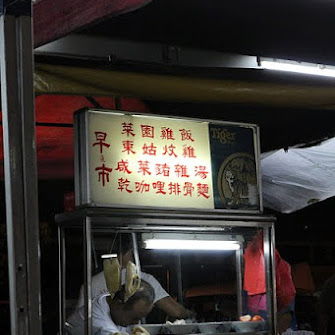 早市
菜園雞飯
東姑炆雞
咸菜豬雜湯
乾咖哩排骨麵
Tiger